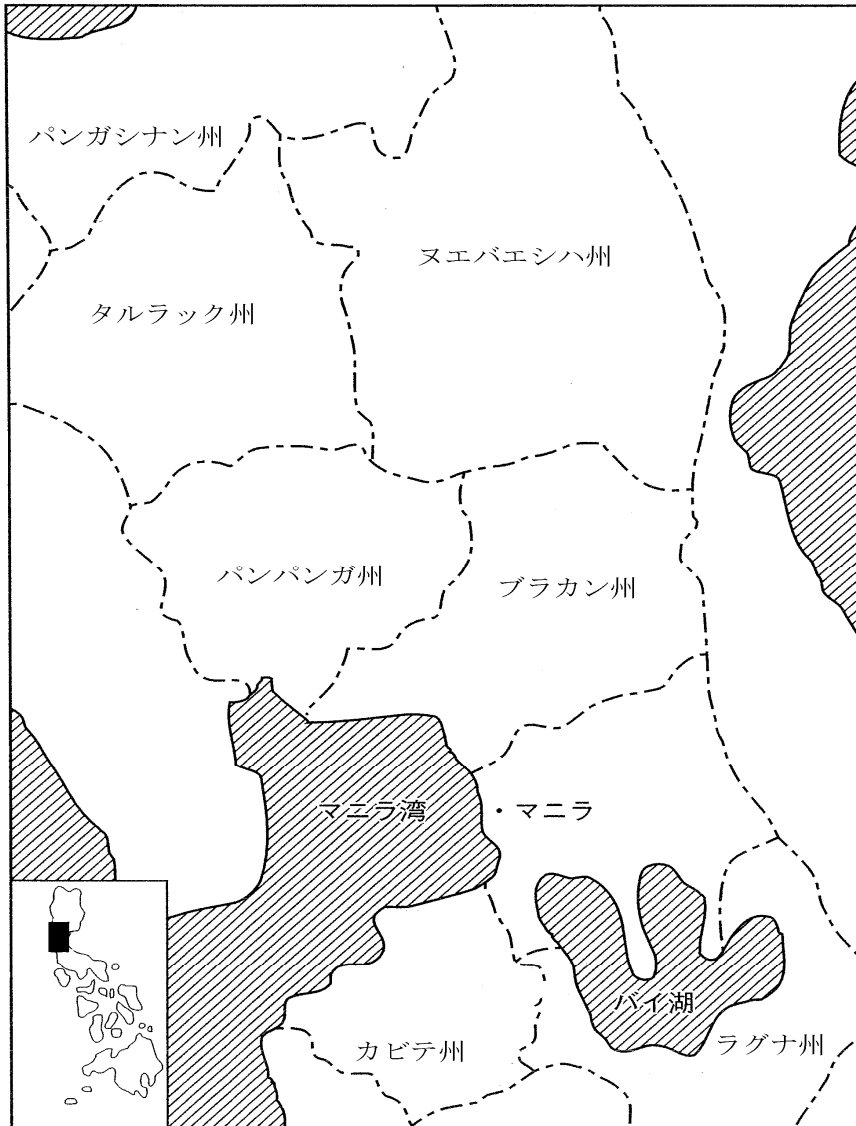 パンガシナン州
ヌエバエシハ州
タルラック州
パンパンガ州
ブラカン州
マニラ湾
・マニラ
バイ湖
カビテ州
ラグナ州